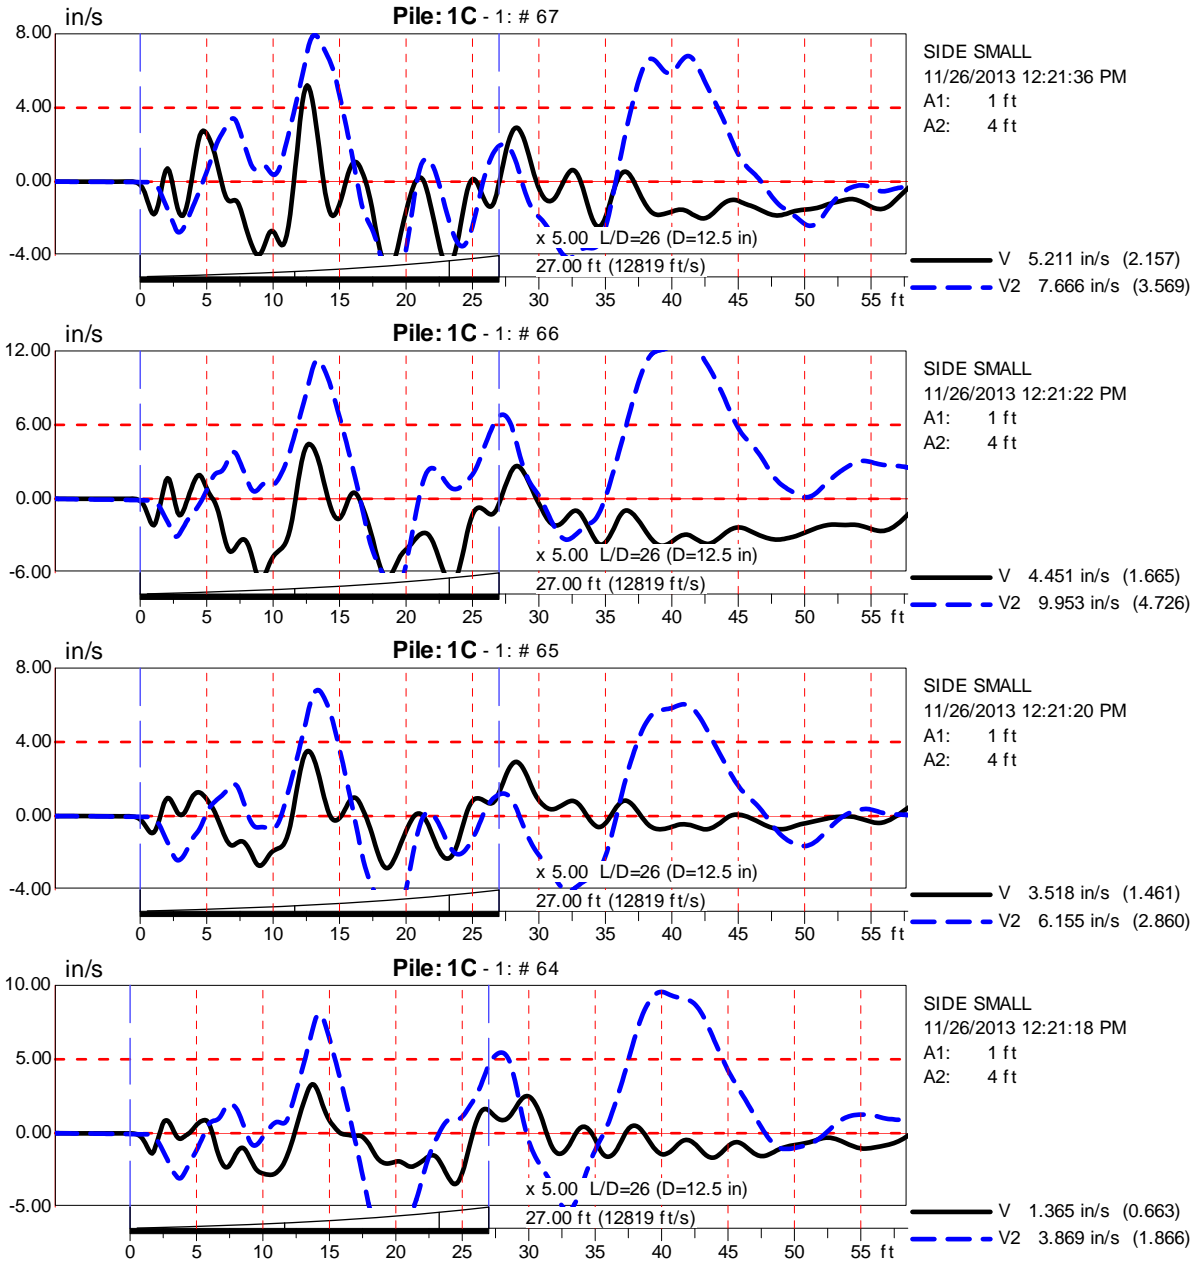 in/s Pile: 1C - 1: # 67
8.00
4.00
0.00
-4.00
SIDE SMALL
11/26/2013 12:21:36 PM
A1: 1 ft
A2: 4 ft
x 5.00 L/D=26 (D=12.5 in)
27.00 ft (12819 ft/s)
V 5.211 in/s (2.157)
V2 7.666 in/s (3.569)
0 5 10 15 20 25 30 35 40 45 50 55 ft
in/s Pile: 1C - 1: # 66
12.00
6.00
0.00
-6.00
SIDE SMALL
11/26/2013 12:21:22 PM
A1: 1 ft
A2: 4 ft
x 5.00 L/D=26 (D=12.5 in)
27.00 ft (12819 ft/s)
V 4.451 in/s (1.665)
V2 9.953 in/s (4.726)
0 5 10 15 20 25 30 35 40 45 50 55 ft
in/s Pile: 1C - 1: # 65
8.00
4.00
0.00
-4.00
SIDE SMALL
11/26/2013 12:21:20 PM
A1: 1 ft
A2: 4 ft
x 5.00 L/D=26 (D=12.5 in)
27.00 ft (12819 ft/s)
V 3.518 in/s (1.461)
V2 6.155 in/s (2.860)
0 5 10 15 20 25 30 35 40 45 50 55 ft
in/s Pile: 1C - 1: # 64
10.00
5.00
0.00
-5.00
SIDE SMALL
11/26/2013 12:21:18 PM
A1: 1 ft
A2: 4 ft
x 5.00 L/D=26 (D=12.5 in)
27.00 ft (12819 ft/s)
V 1.365 in/s (0.663)
V2 3.869 in/s (1.866)
0 5 10 15 20 25 30 35 40 45 50 55 ft